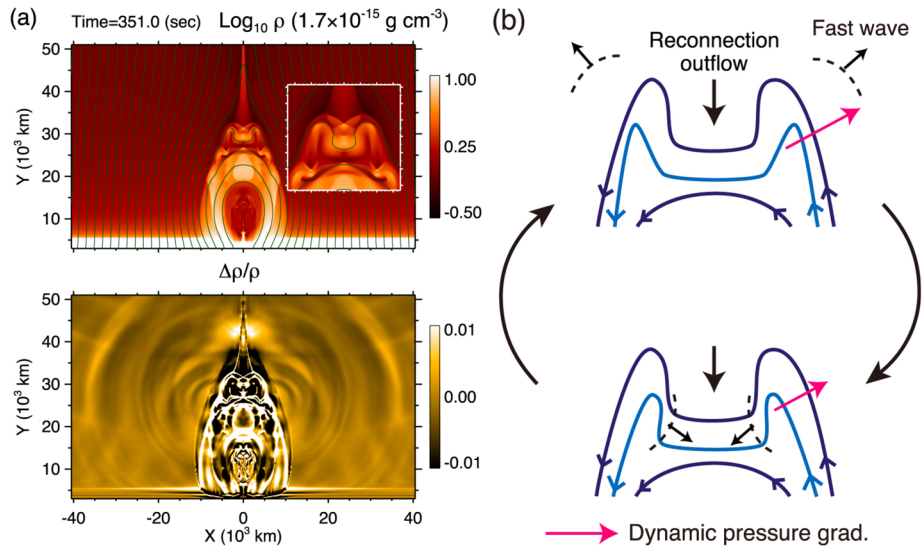 (a)
Time=351.0 (sec)
Log₁₀ ρ (1.7×10⁻¹⁵ g cm⁻³)
50
40
30
20
10
Y (10³ km)
1.00
0.25
-0.50
Δρ/ρ
50
40
30
20
10
Y (10³ km)
0.01
0.00
-0.01
-40
-20
0
20
40
X (10³ km)
(b)
Reconnection
outflow
Fast wave
Dynamic pressure grad.